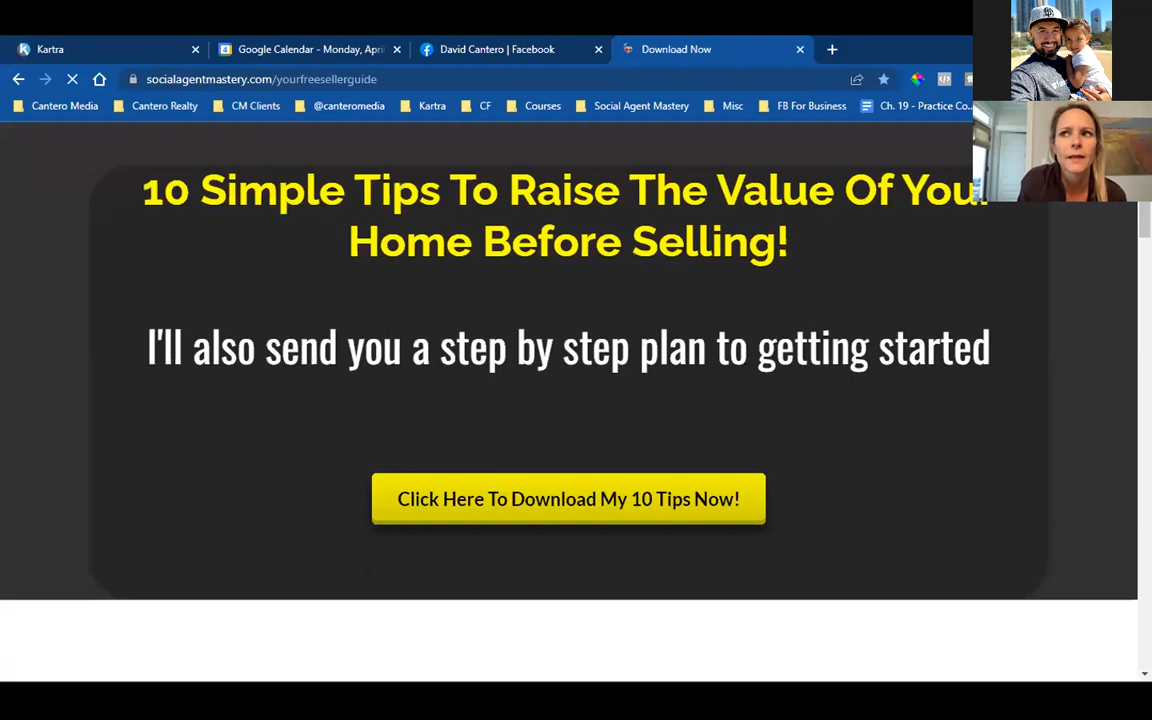 Kartra
Google Calendar - Monday, Apri
David Cantero | Facebook
Download Now
socialagentmastery.com/yourfreesellerguide
Cantero Media
Cantero Realty
CM Clients
@canteromedia
Kartra
CF
Courses
Social Agent Mastery
Misc
FB For Business
Ch. 19 - Practice Co...
10 Simple Tips To Raise The Value Of Your
Home Before Selling!
I'll also send you a step by step plan to getting started
Click Here To Download My 10 Tips Now!